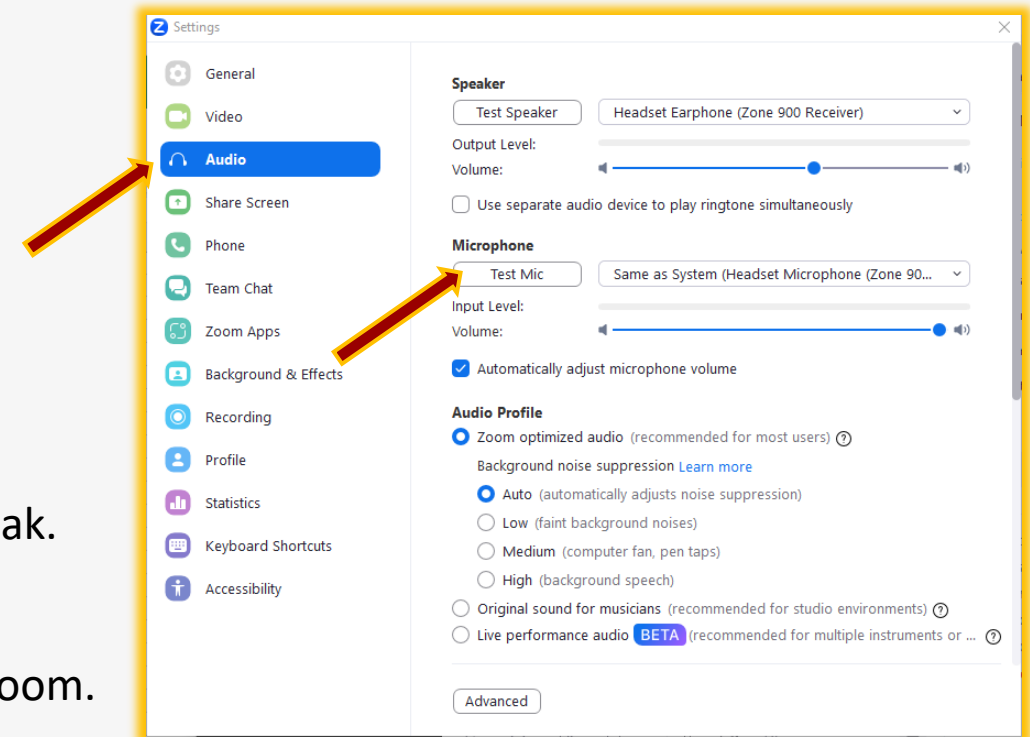 Settings
General
Video
Audio
Share Screen
Phone
Team Chat
Zoom Apps
Background & Effects
Recording
Profile
Statistics
Keyboard Shortcuts
Accessibility
Speaker
Test Speaker Headset Earphone (Zone 900 Receiver)
Output Level:
Volume:
Use separate audio device to play ringtone simultaneously
Microphone
Test Mic Same as System (Headset Microphone (Zone 90...
Input Level:
Volume:
Automatically adjust microphone volume
Audio Profile
Zoom optimized audio (recommended for most users)
Background noise suppression Learn more
Auto (automatically adjusts noise suppression)
Low (faint background noises)
Medium (computer fan, pen taps)
High (background speech)
Original sound for musicians (recommended for studio environments)
Live performance audio BETA (recommended for multiple instruments or ...
Advanced
ak.
oom.